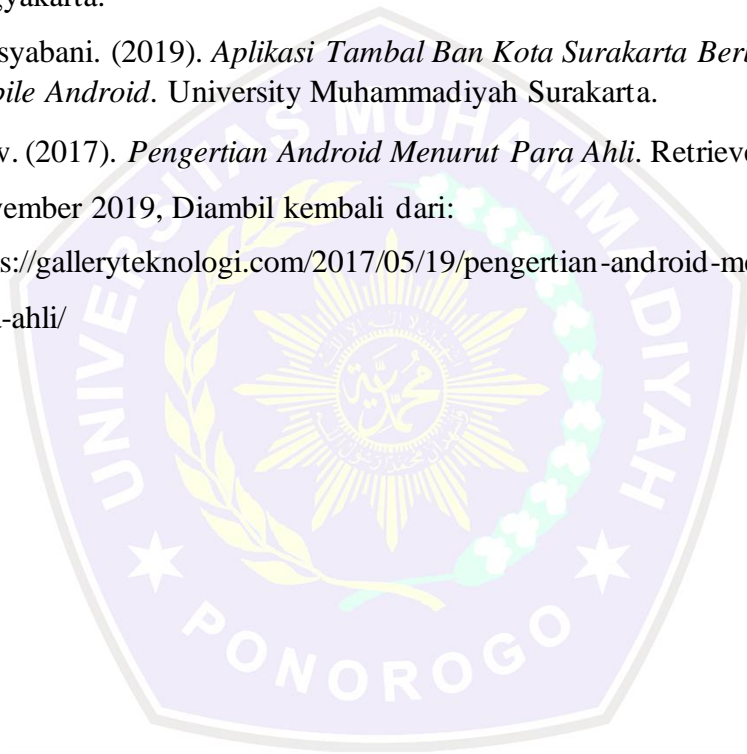 gyakarta.
syabani. (2019). Aplikasi Tambal Ban Kota Surakarta Ber
bile Android. University Muhammadiyah Surakarta.
v. (2017). Pengertian Android Menurut Para Ahli. Retriev
vember 2019, Diambil kembali dari:
s://galleryteknologi.com/2017/05/19/pengertian-android-me
-ahli/
UNIVERSITAS MUHAMMADIYAH
PONOROGO